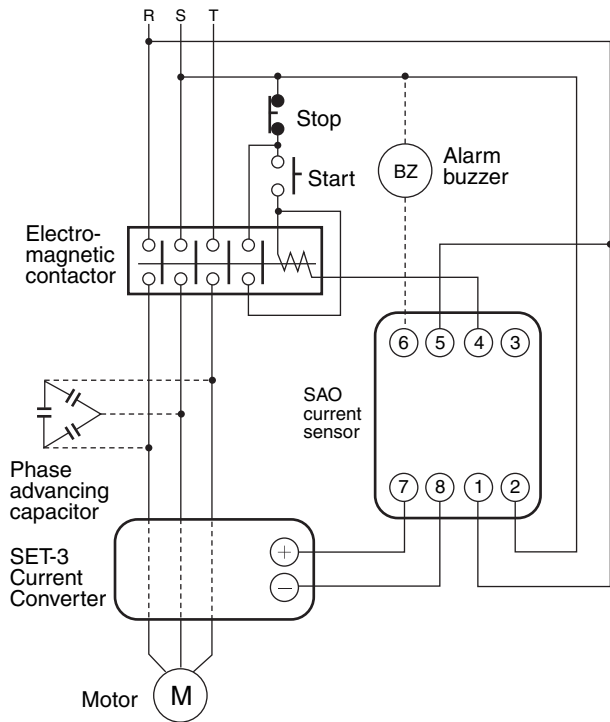 R S T
Stop
Start
BZ
Alarm
buzzer
Electro-
magnetic
contactor
6 5 4 3
SAO
current
sensor
7 8 1 2
Phase
advancing
capacitor
SET-3
Current
Converter
+
−
Motor
M